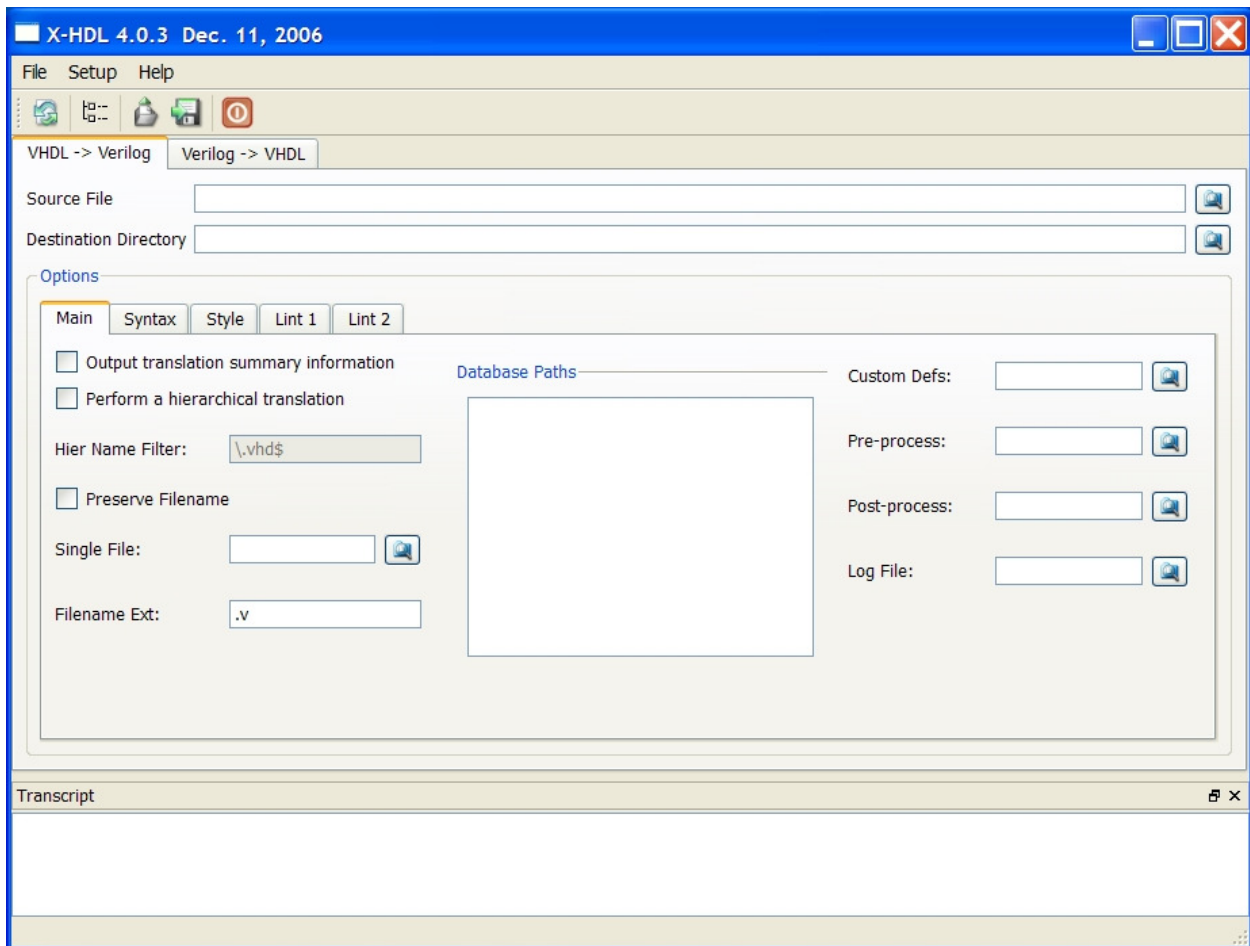 X-HDL 4.0.3 Dec. 11, 2006
File Setup Help
VHDL -> Verilog Verilog -> VHDL
Source File
Destination Directory
Options
Main Syntax Style Lint 1 Lint 2
Output translation summary information
Perform a hierarchical translation
Hier Name Filter: \.vhd$
Preserve Filename
Single File:
Filename Ext: .v
Database Paths
Custom Defs:
Pre-process:
Post-process:
Log File:
Transcript